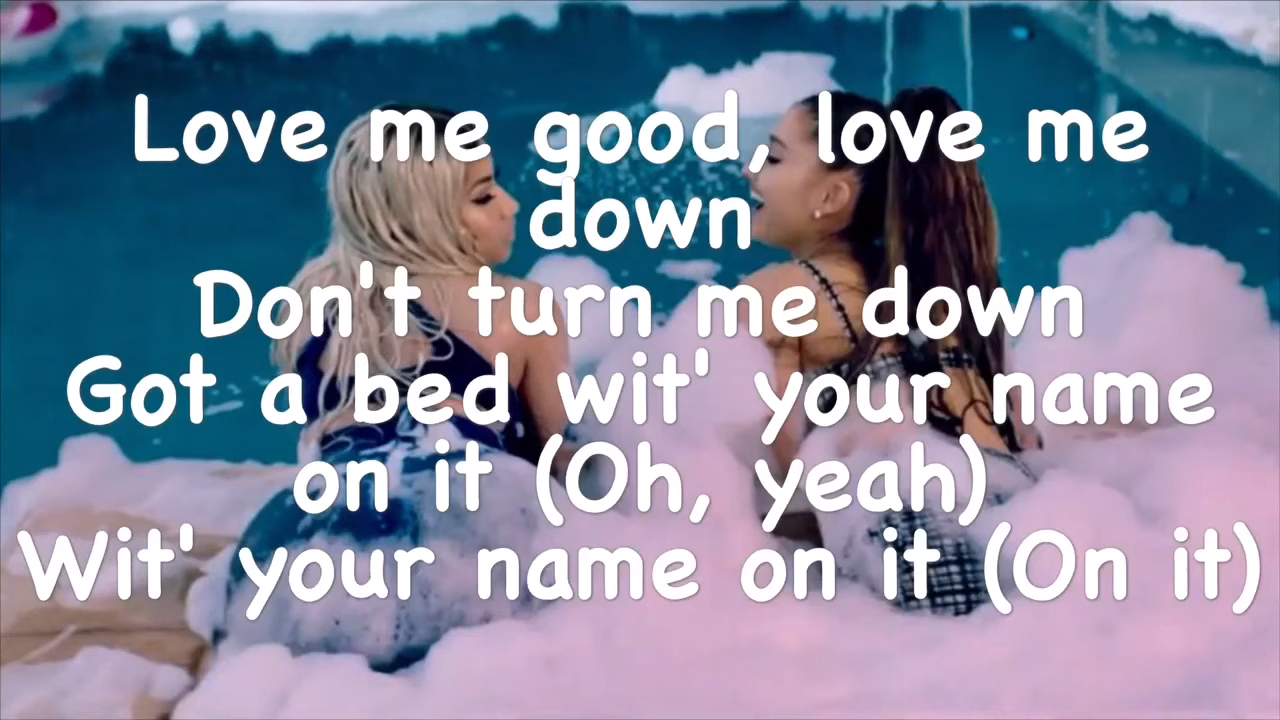 Love me good, love me
down
Don't turn me down
Got a bed wit' your name
on it (Oh, yeah)
Wit' your name on it (On it)